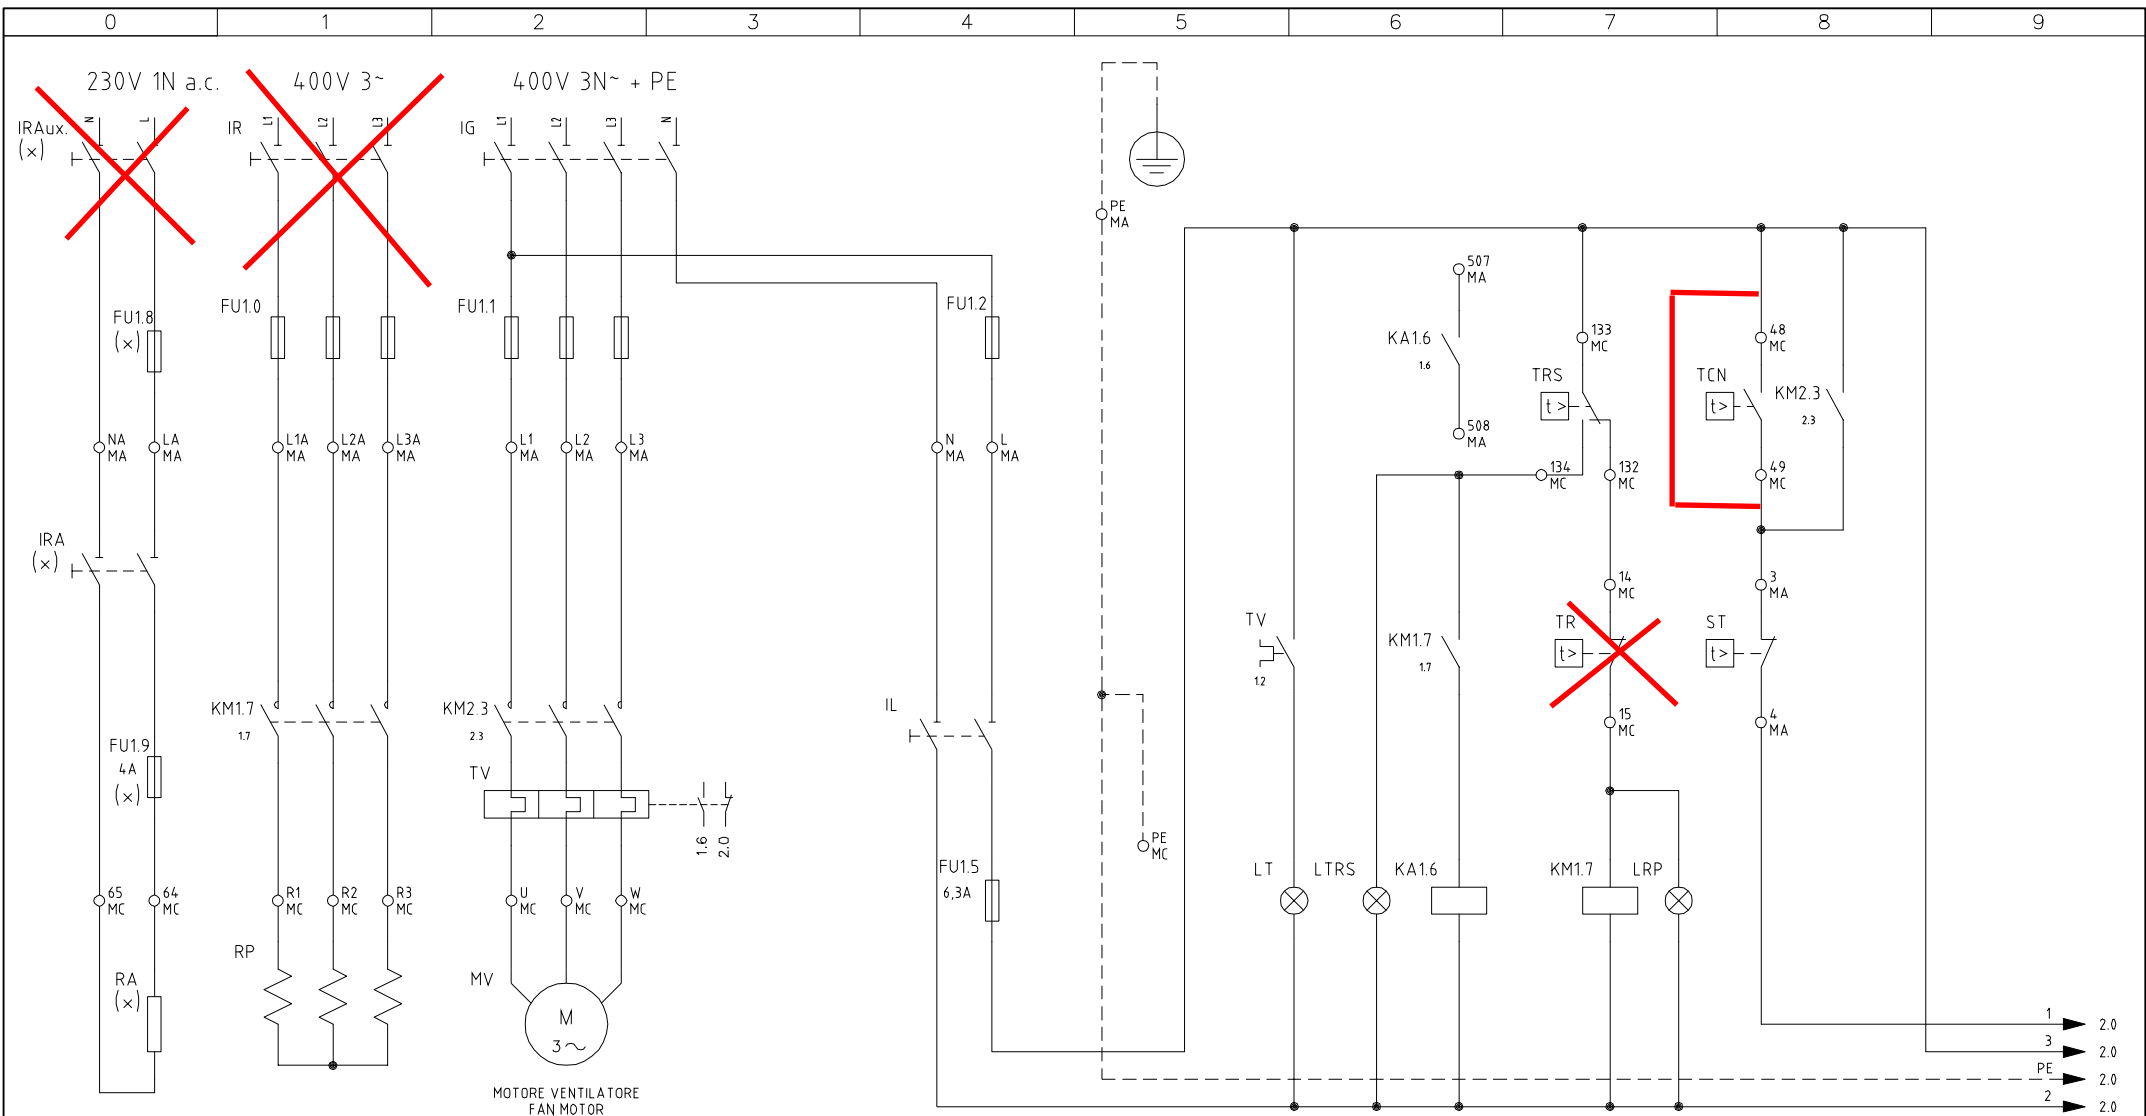 0 1 2 3 4 5 6 7 8 9
230V 1N a.c. 400V 3~ 400V 3N~ + PE
IRAux. (x) N L IR L1 L2 L3 IG L1 L2 L3 N
PE MA
507 MA
FU1.8 (x) FU1.0 FU1.1 FU1.2
KA1.6 1.6 133 MC 48 MC
TRS t> TCN t> KM2.3 2.3
508 MA
NA MA LA MA L1A MA L2A MA L3A MA L1 MA L2 MA L3 MA N MA L MA
134 MC 132 MC 49 MC
IRA (x)
14 MC 3 MA
TV 1.2 KM1.7 1.7 TR t> ST t>
KM1.7 1.7 KM2.3 2.3 IL 15 MC 4 MA
FU1.9 4A (x) TV 1.6 2.0
PE MC
FU1.5 6,3A LT LTRS KA1.6 KM1.7 LRP
65 MC 64 MC R1 MC R2 MC R3 MC U MC V MC W MC
RP MV
RA (x)
M 3~
1 2.0
3 2.0
PE 2.0
2 2.0
MOTORE VENTILATORE
FAN MOTOR